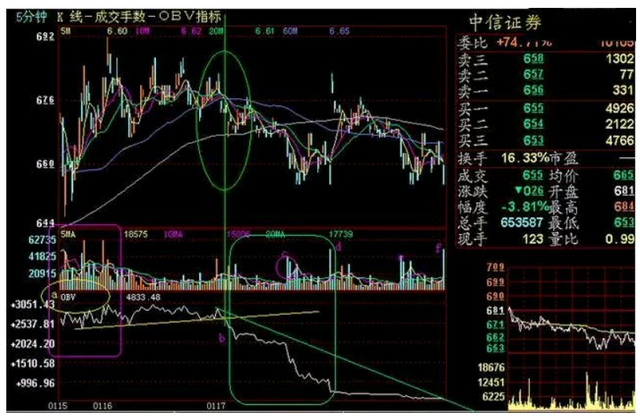 5分钟 K 线-成交手数-OBV指标
中信证券
5M 6.60 10M 6.62 20M 6.61 60M 6.65
692
676
660
644
委比 +74.71% 10105
卖三 658 1302
卖二 657 77
卖一 656 331
买一 655 4926
买二 654 2122
买三 653 4766
换手 16.33% 市盈 —
成交 655 均价 665
涨跌 ▼026 开盘 681
幅度 -3.81% 最高 684
总手 653587 最低 653
现手 123 量比 0.99
5MA 18575 10MA 15806 20MA 17739
62735
41825
20915
c
d
e
f
a OBV 4833.48
+3051.43
+2537.81
+2024.20
+1510.58
+996.96
b
0115 0116 0117
709
699
690
681
671
662
653
18676
12451
6225